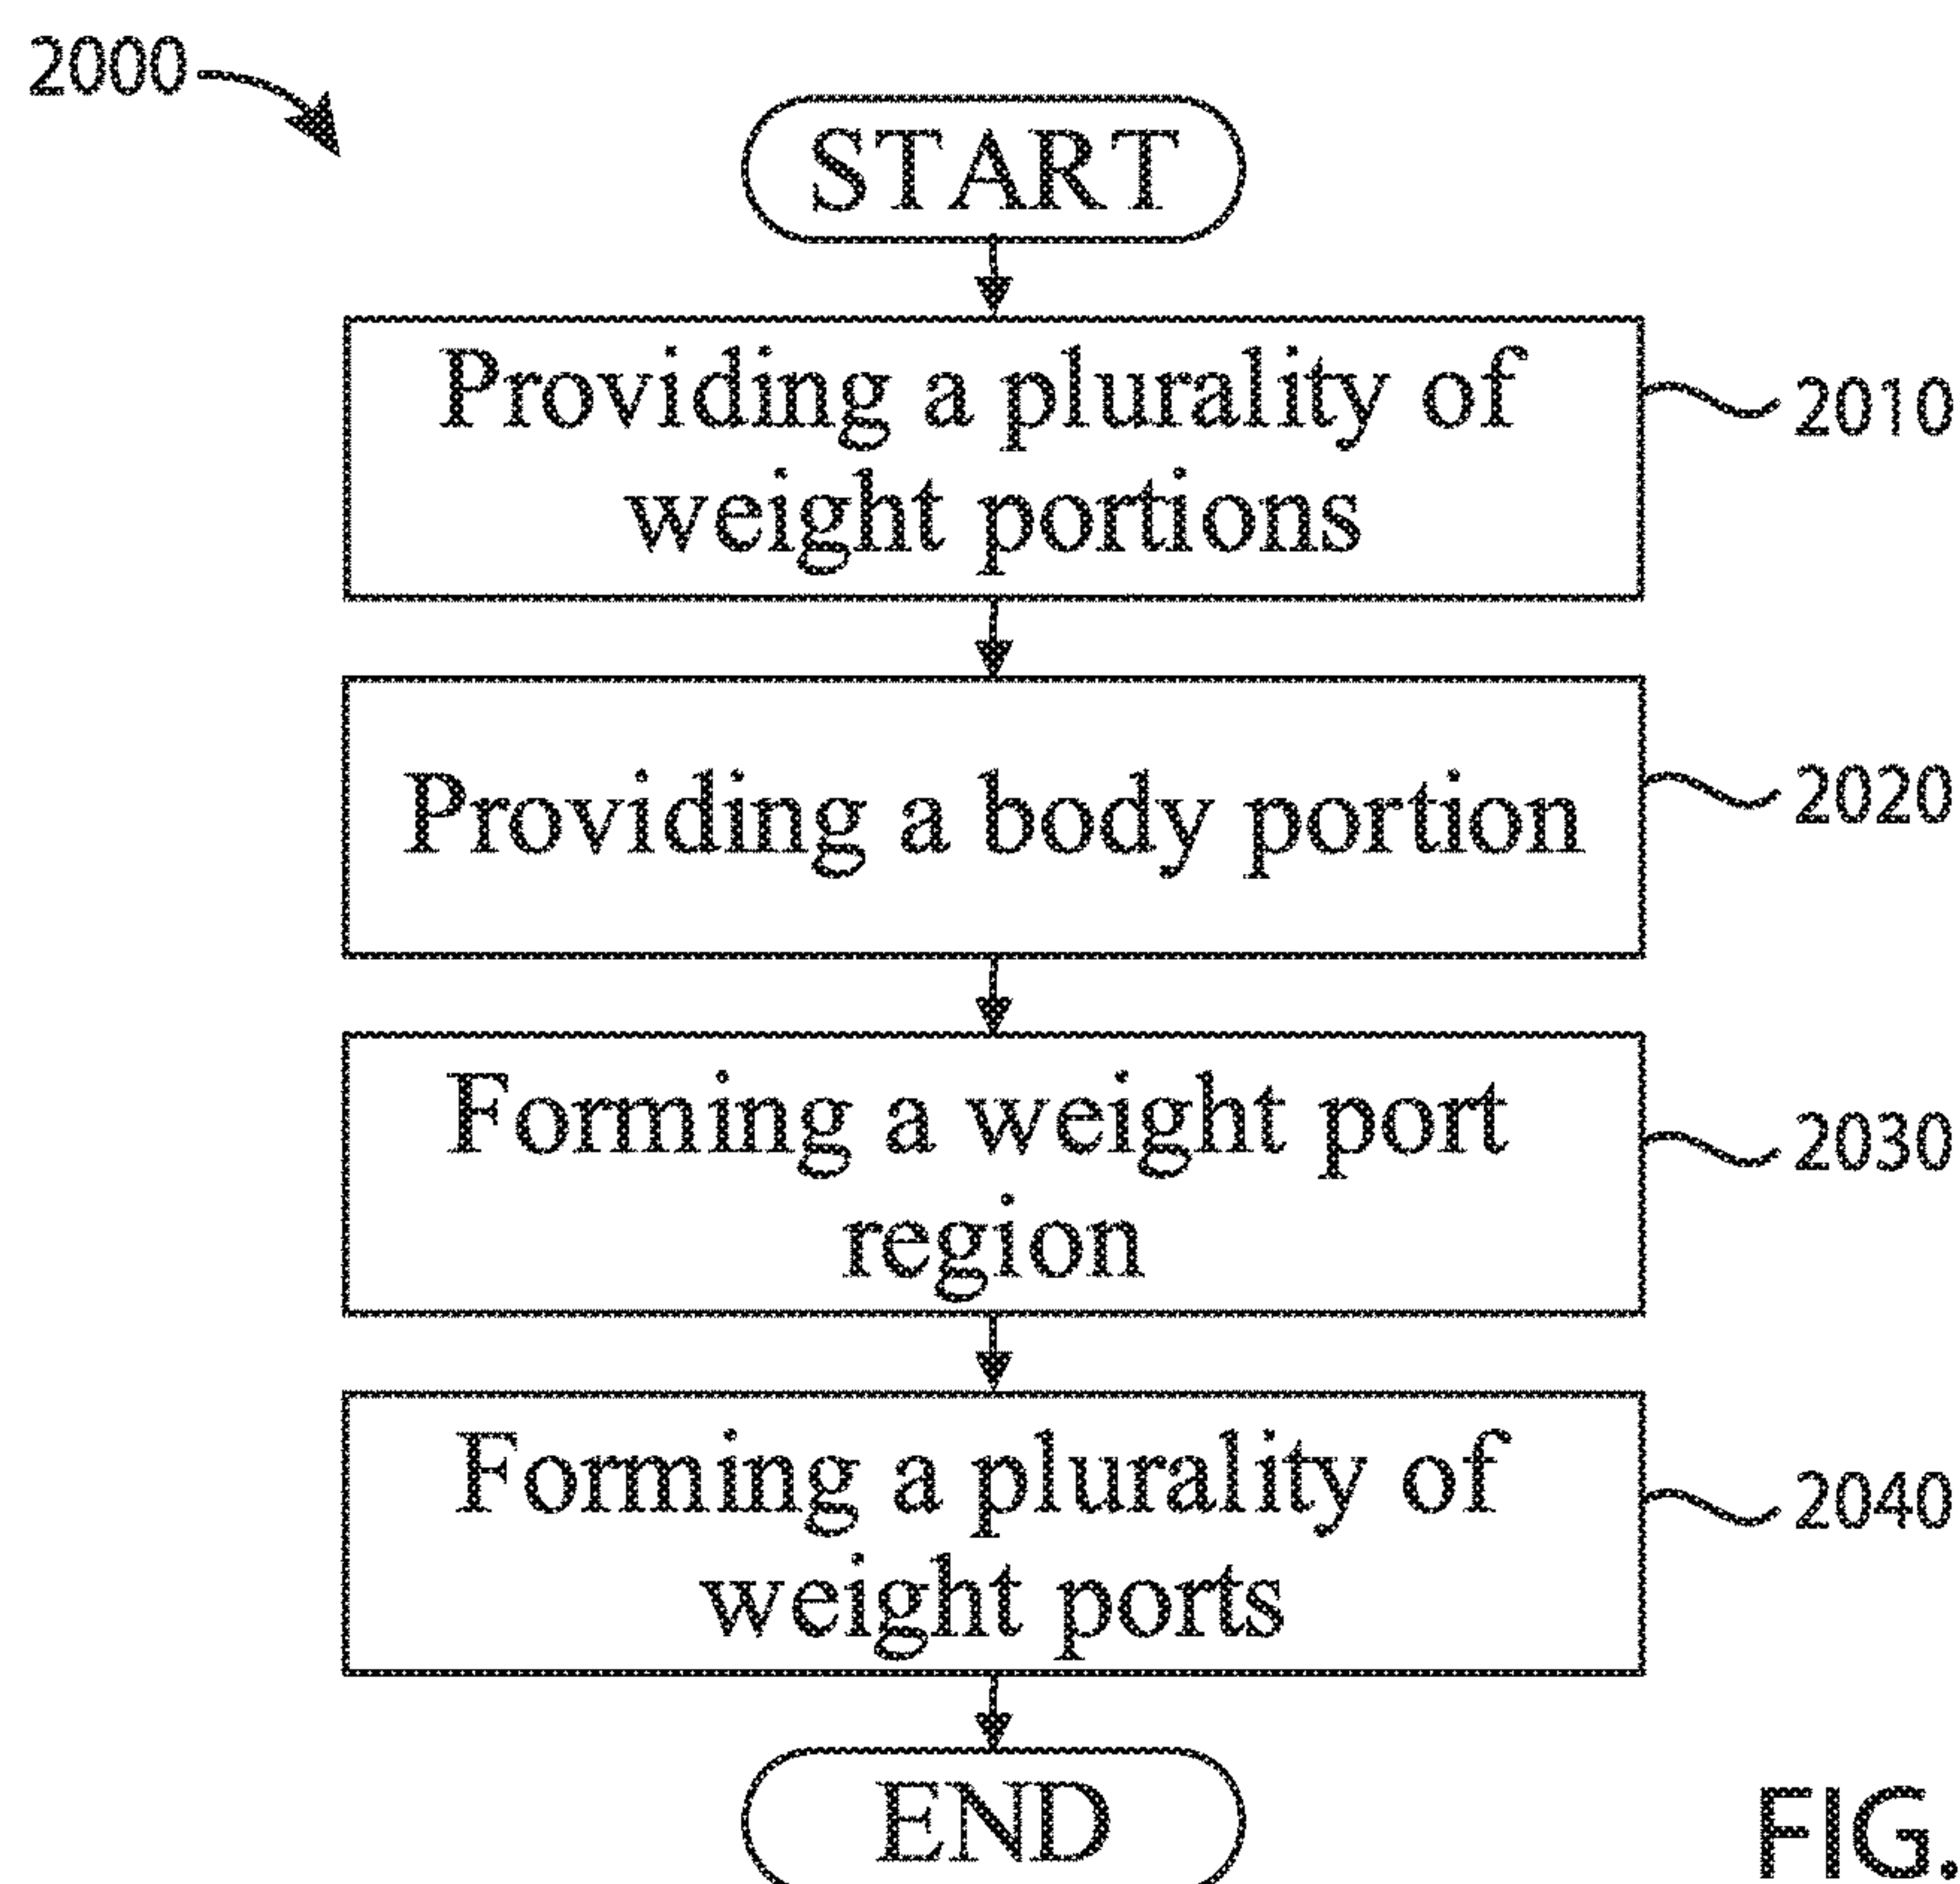 2000
START
Providing a plurality of
weight portions
2010
Providing a body portion
2020
Forming a weight port
region
2030
Forming a plurality of
weight ports
2040
END
FIG.